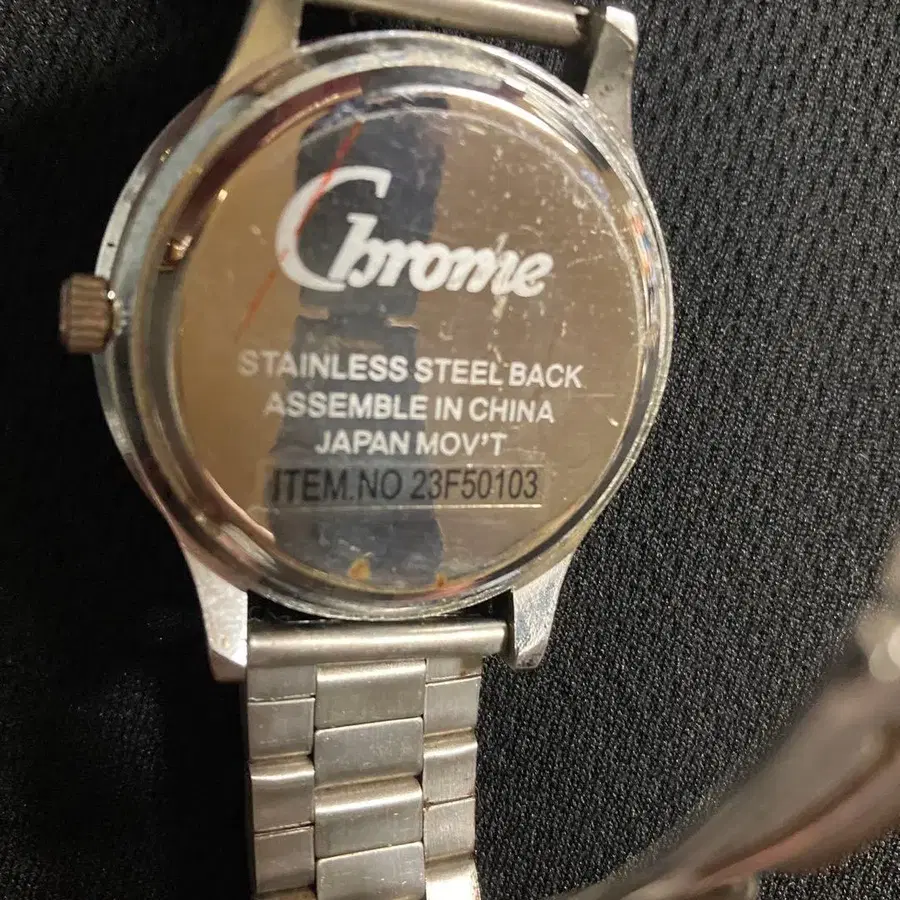 Chrome
STAINLESS STEEL BACK
ASSEMBLE IN CHINA
JAPAN MOV'T
ITEM.NO 23F50103